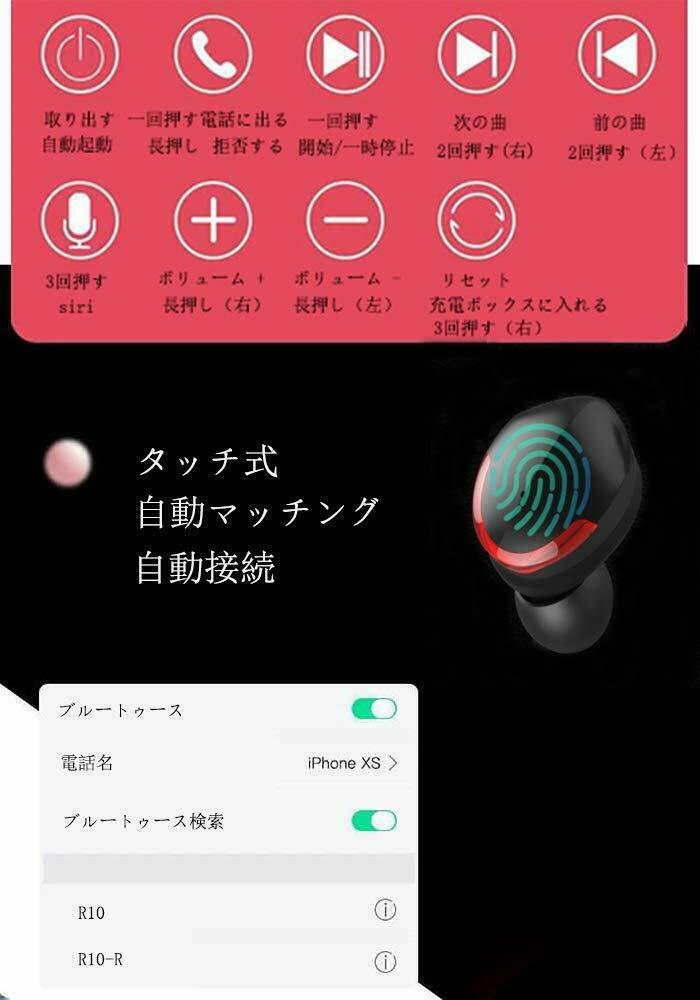 取り出す
自動起動
一回押す電話に出る
長押し 拒否する
一回押す
開始/一時停止
次の曲
2回押す(右)
前の曲
2回押す（左）
3回押す
siri
ボリューム +
長押し（右）
ボリューム -
長押し（左）
リセット
充電ボックスに入れる
3回押す（右）
タッチ式
自動マッチング
自動接続
ブルートゥース
電話名
iPhone XS
ブルートゥース検索
R10
R10-R